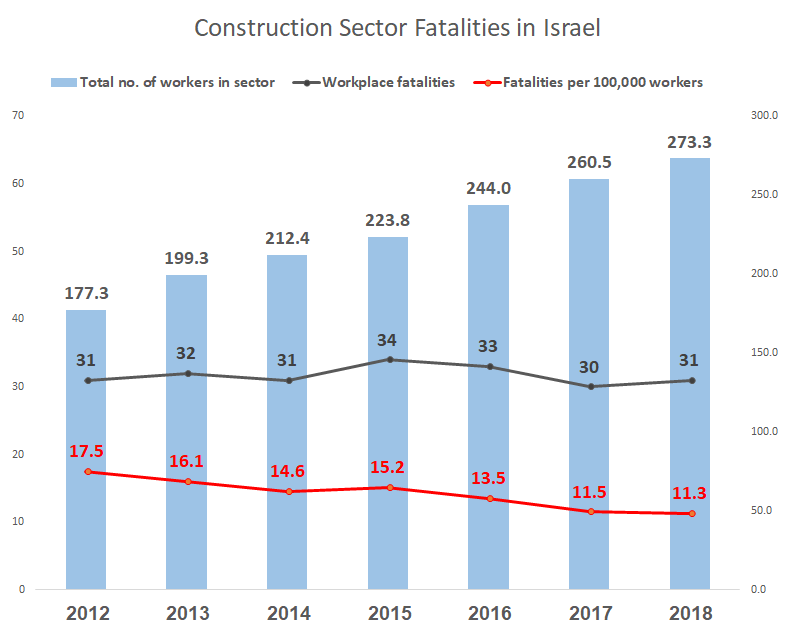 Construction Sector Fatalities in Israel
Total no. of workers in sector Workplace fatalities Fatalities per 100,000 workers
70 300.0
273.3
60 260.5 250.0
244.0
223.8
50 212.4 200.0
199.3
177.3
40
34 150.0
31 32 31 33 30 31
30
100.0
20 17.5 16.1 14.6 15.2 13.5 11.5 11.3
10 50.0
0 0.0
2012 2013 2014 2015 2016 2017 2018